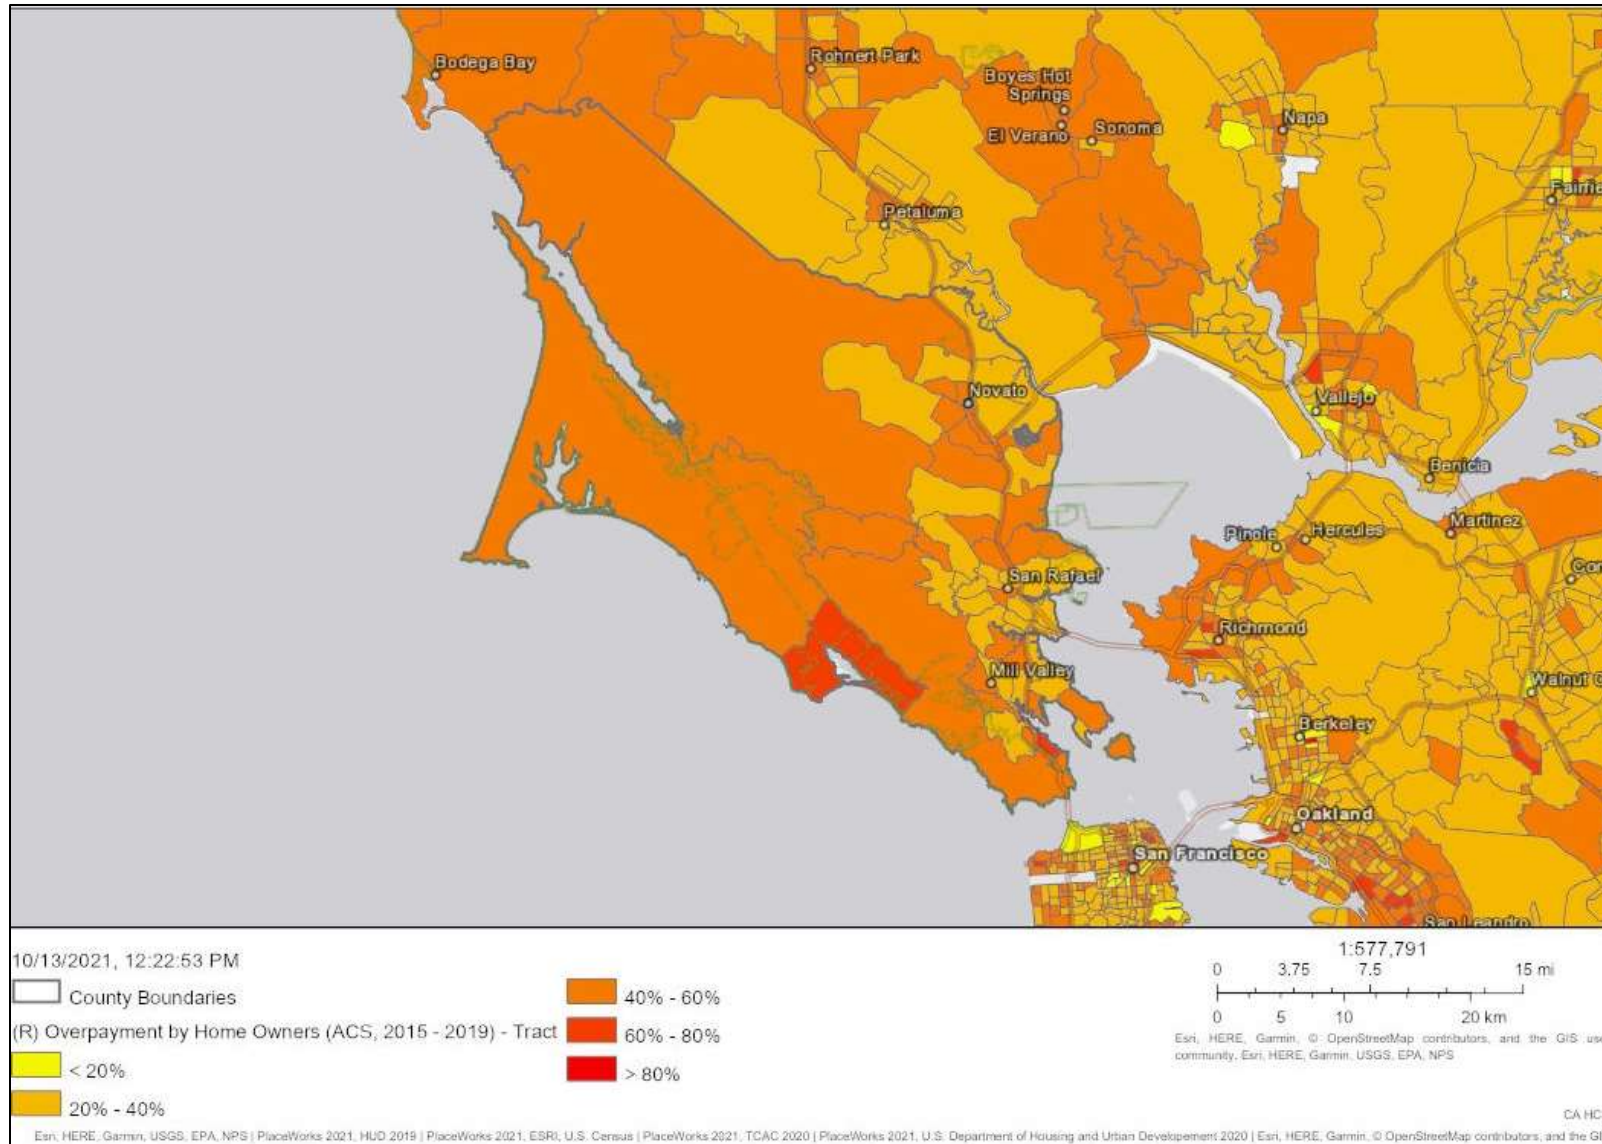 Bodega Bay
Rohnert Park
Boyes Hot
Springs
El Verano
Sonoma
Napa
Petaluma
Novato
Vallejo
Benicia
Pinole
Hercules
Martinez
San Rafael
Richmond
Mill Valley
Berkeley
Oakland
San Francisco
San Leandro
10/13/2021, 12:22:53 PM
County Boundaries
(R) Overpayment by Home Owners (ACS, 2015 - 2019) - Tract
< 20%
20% - 40%
40% - 60%
60% - 80%
> 80%
1:577,791
0 3.75 7.5 15 mi
0 5 10 20 km
Esri, HERE, Garmin, © OpenStreetMap contributors, and the GIS
community, Esri, HERE, Garmin, USGS, EPA, NPS
CA HC
Esri, HERE, Garmin, USGS, EPA, NPS | PlaceWorks 2021, HUD 2019 | PlaceWorks 2021, ESRI, U.S. Census | PlaceWorks 2021, TCAC 2020 | PlaceWorks 2021, U.S. Department of Housing and Urban Developement 2020 | Esri, HERE, Garmin, © OpenStreetMap contributors, and the